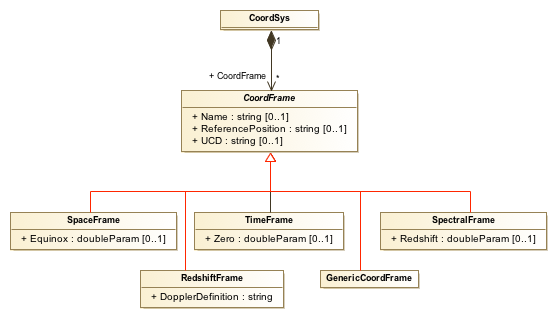 CoordSys
1
+ CoordFrame
*
CoordFrame
+ Name : string [0..1]
+ ReferencePosition : string [0..1]
+ UCD : string [0..1]
SpaceFrame
+ Equinox : doubleParam [0..1]
TimeFrame
+ Zero : doubleParam [0..1]
SpectralFrame
+ Redshift : doubleParam [0..1]
RedshiftFrame
+ DopplerDefinition : string
GenericCoordFrame